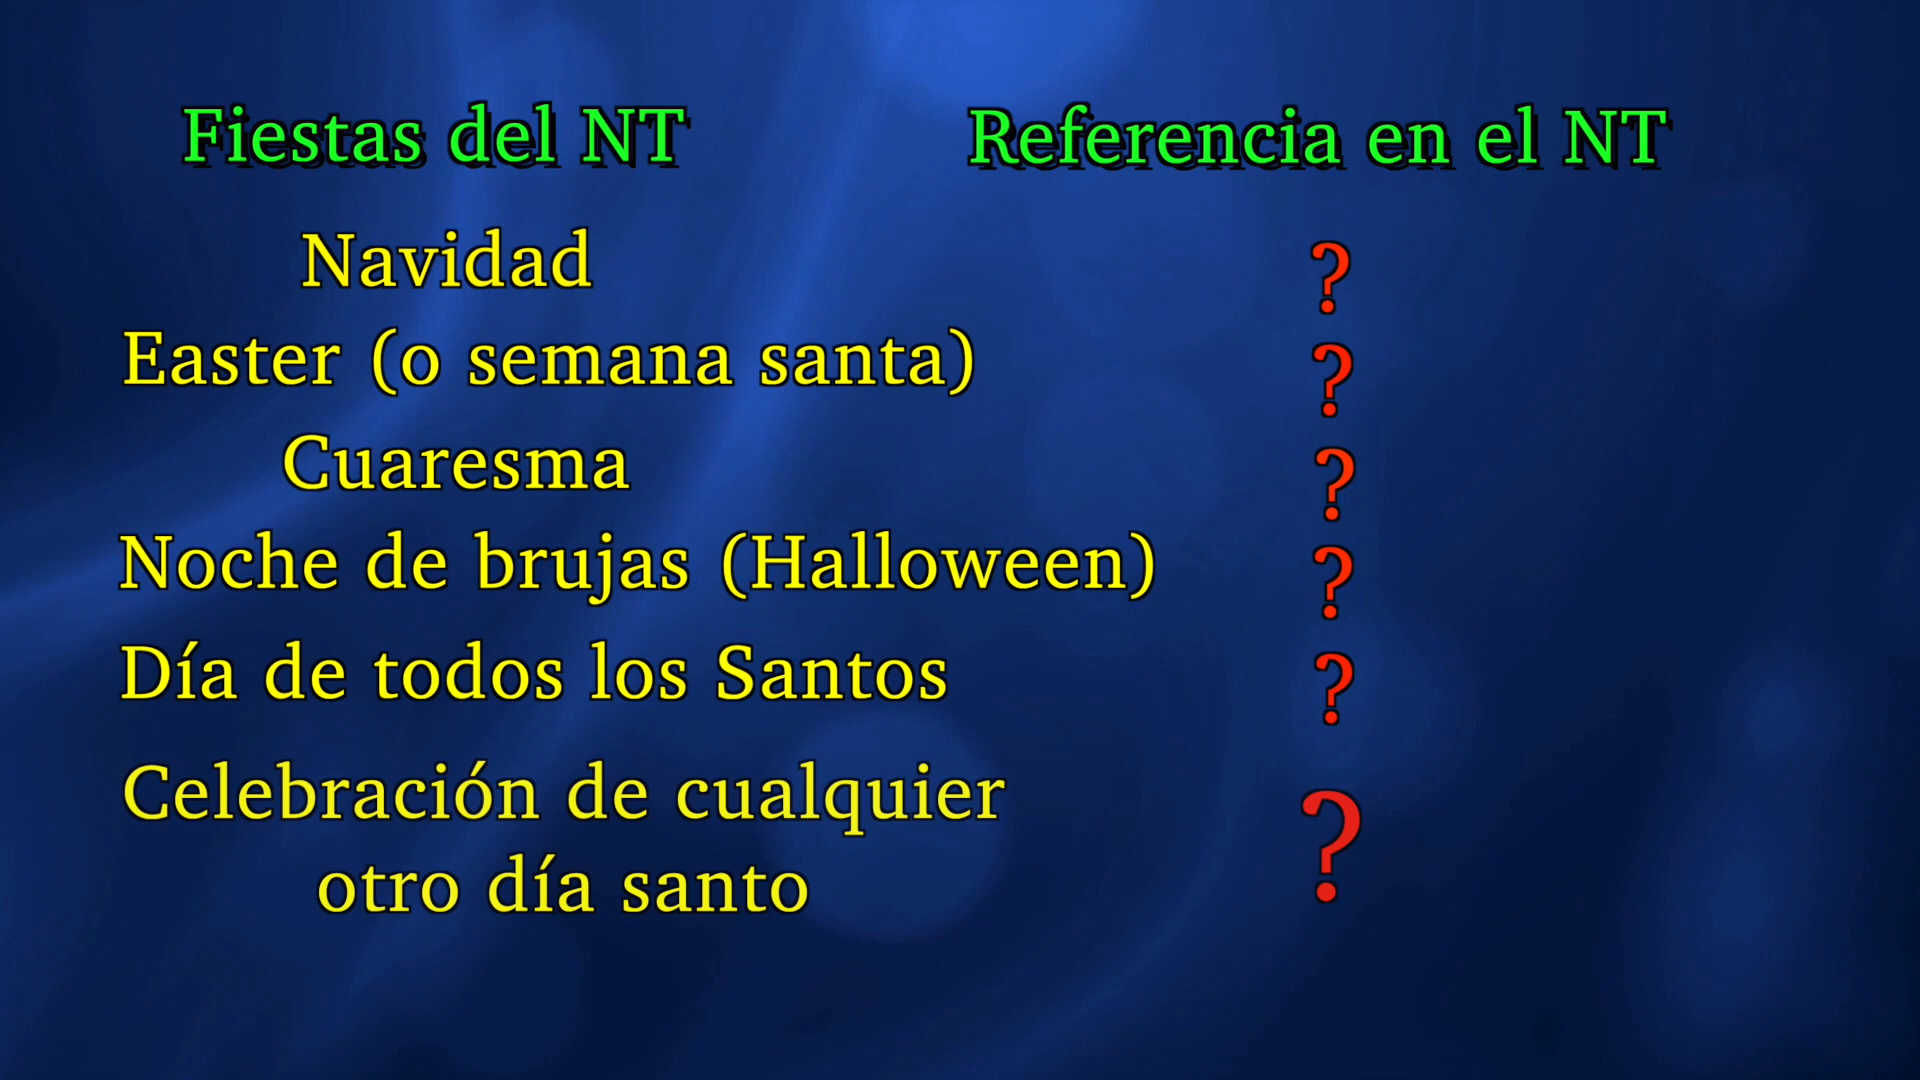 Fiestas del NT Referencia en el NT
Navidad ?
Easter (o semana santa) ?
Cuaresma ?
Noche de brujas (Halloween) ?
Día de todos los Santos ?
Celebración de cualquier
otro día santo ?